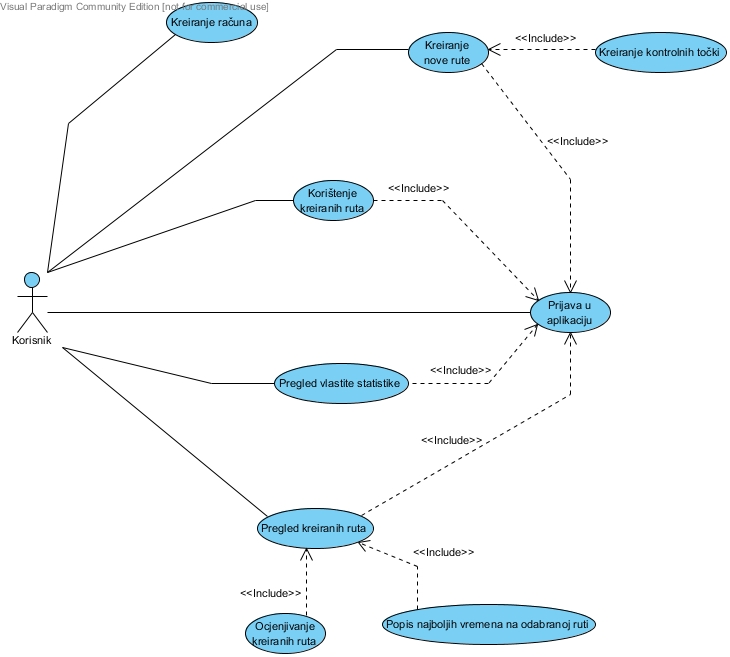 Visual Paradigm Community Edition [not for commercial use]
Kreiranje računa
Kreiranje
nove rute
<<Include>>
Kreiranje kontrolnih točki
<<Include>>
Korištenje
kreiranih ruta
<<Include>>
Prijava u
aplikaciju
Korisnik
Pregled vlastite statistike
<<Include>>
<<Include>>
Pregled kreiranih ruta
<<Include>>
<<Include>>
Ocjenjivanje
kreiranih ruta
Popis najboljih vremena na odabranoj ruti